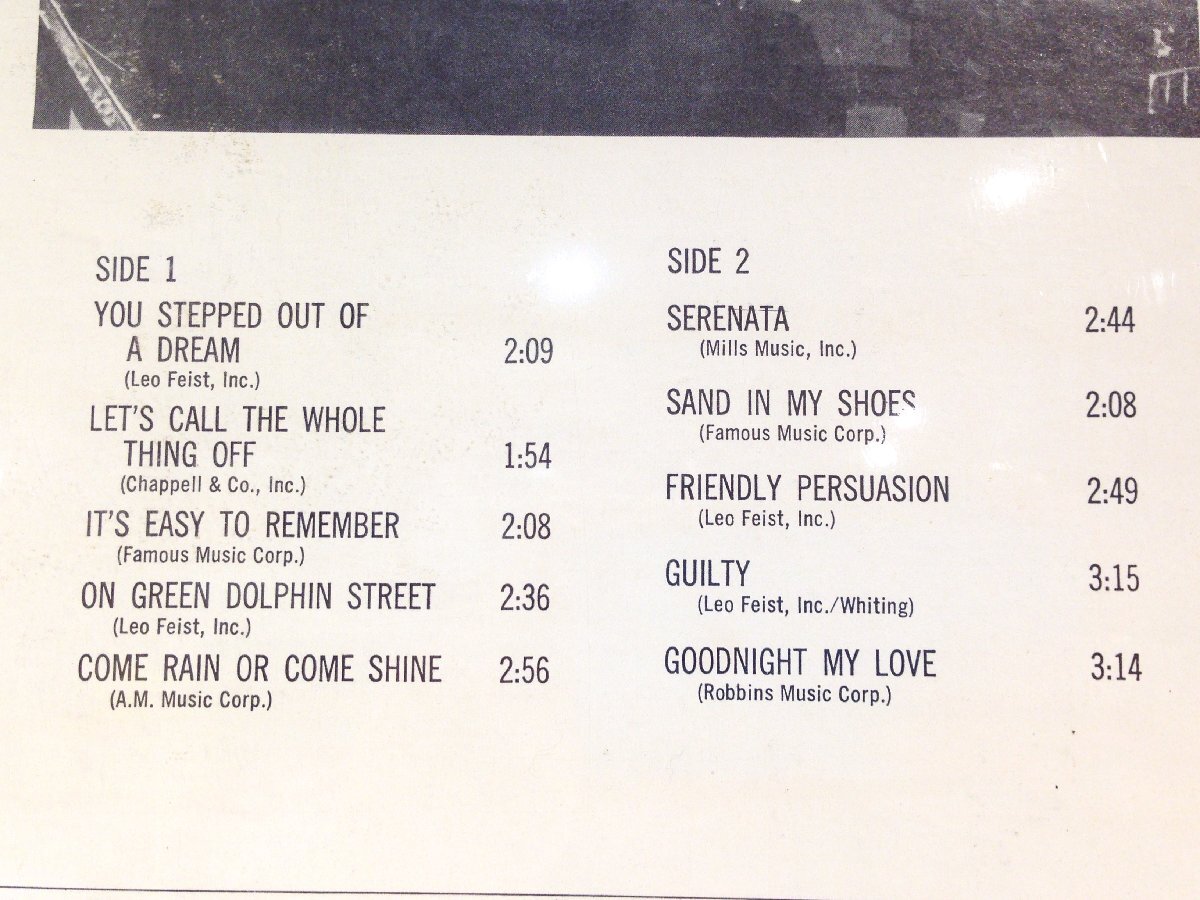 SIDE 1
YOU STEPPED OUT OF
A DREAM 2:09
(Leo Feist, Inc.)
LET'S CALL THE WHOLE
THING OFF 1:54
(Chappell & Co., Inc.)
IT'S EASY TO REMEMBER 2:08
(Famous Music Corp.)
ON GREEN DOLPHIN STREET 2:36
(Leo Feist, Inc.)
COME RAIN OR COME SHINE 2:56
(A.M. Music Corp.)
SIDE 2
SERENATA 2:44
(Mills Music, Inc.)
SAND IN MY SHOES 2:08
(Famous Music Corp.)
FRIENDLY PERSUASION 2:49
(Leo Feist, Inc.)
GUILTY 3:15
(Leo Feist, Inc./Whiting)
GOODNIGHT MY LOVE 3:14
(Robbins Music Corp.)